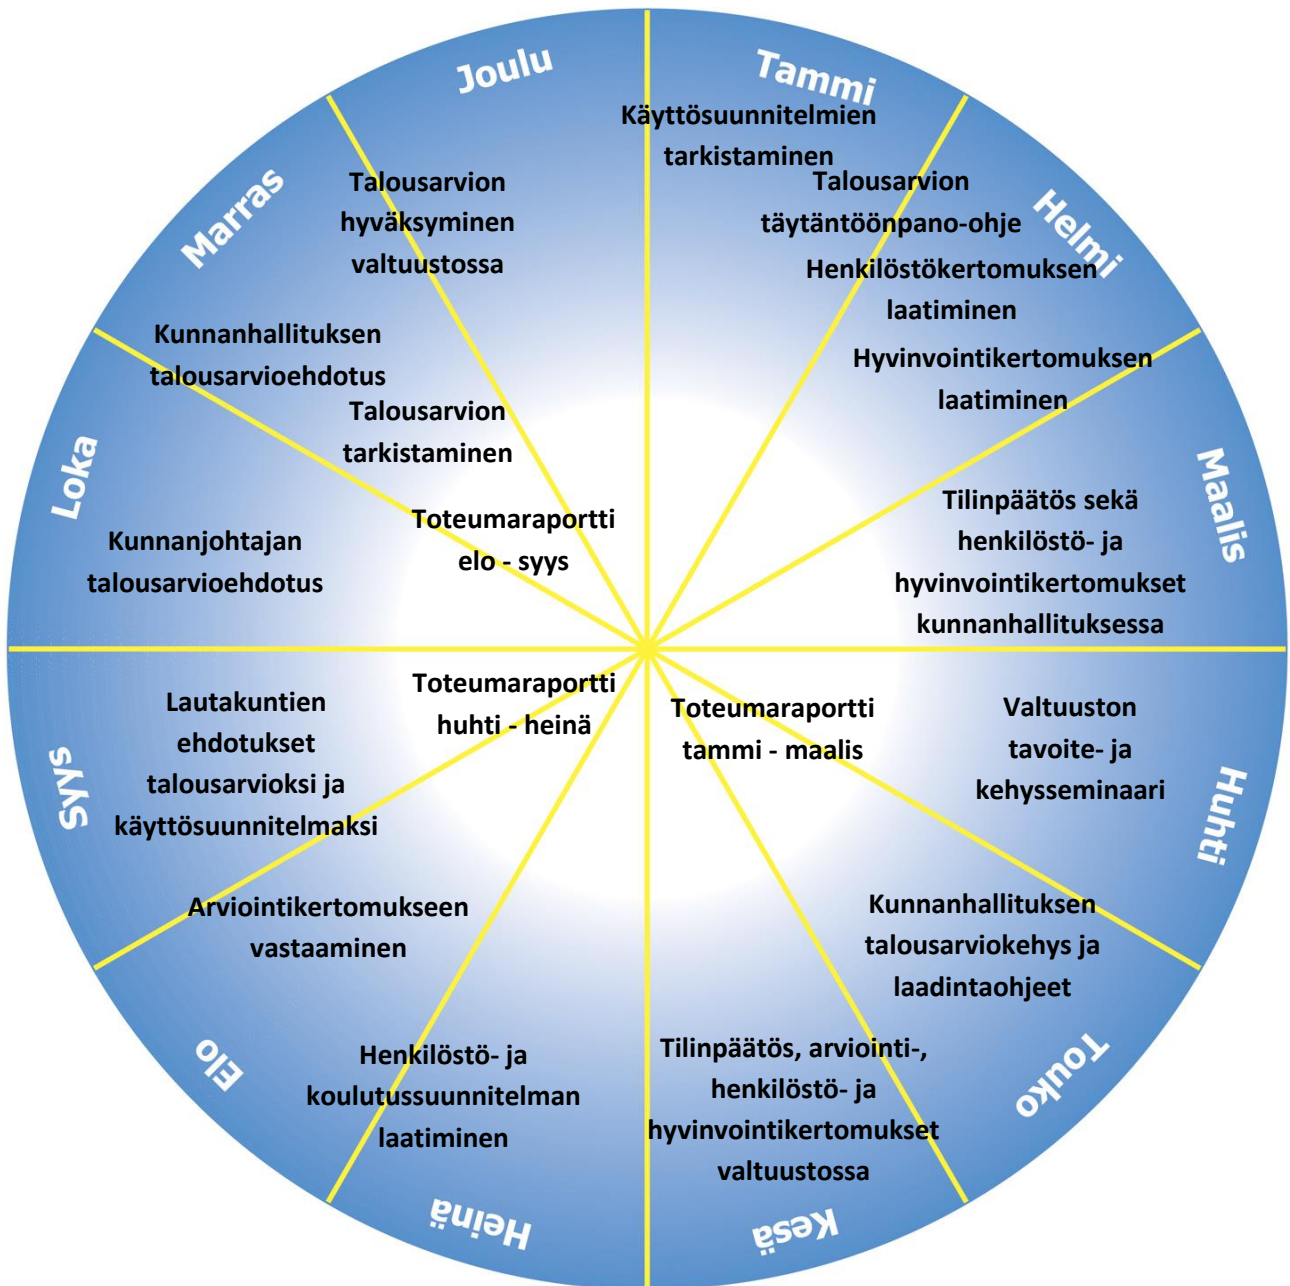 Tammi
Käyttösuunnitelmien
tarkistaminen
Talousarvion
täytäntöönpano-ohje
Helmi
Henkilöstökertomuksen
laatiminen
Hyvinvointikertomuksen
laatiminen
Maalis
Tilinpäätös sekä
henkilöstö- ja
hyvinvointikertomukset
kunnanhallituksessa
Huhti
Valtuuston
tavoite- ja
kehysseminaari
Toteumaraportti
tammi - maalis
Touko
Kunnanhallituksen
talousarviokehys ja
laadintaohjeet
Kesä
Tilinpäätös, arviointi-,
henkilöstö- ja
hyvinvointikertomukset
valtuustossa
Heinä
Henkilöstö- ja
koulutussuunnitelman
laatiminen
Elo
Arviointikertomukseen
vastaaminen
Syys
Lautakuntien
ehdotukset
talousarvioksi ja
käyttösuunnitelmaksi
Toteumaraportti
huhti - heinä
Loka
Kunnanjohtajan
talousarvioehdotus
Toteumaraportti
elo - syys
Marras
Kunnanhallituksen
talousarvioehdotus
Talousarvion
tarkistaminen
Joulu
Talousarvion
hyväksyminen
valtuustossa